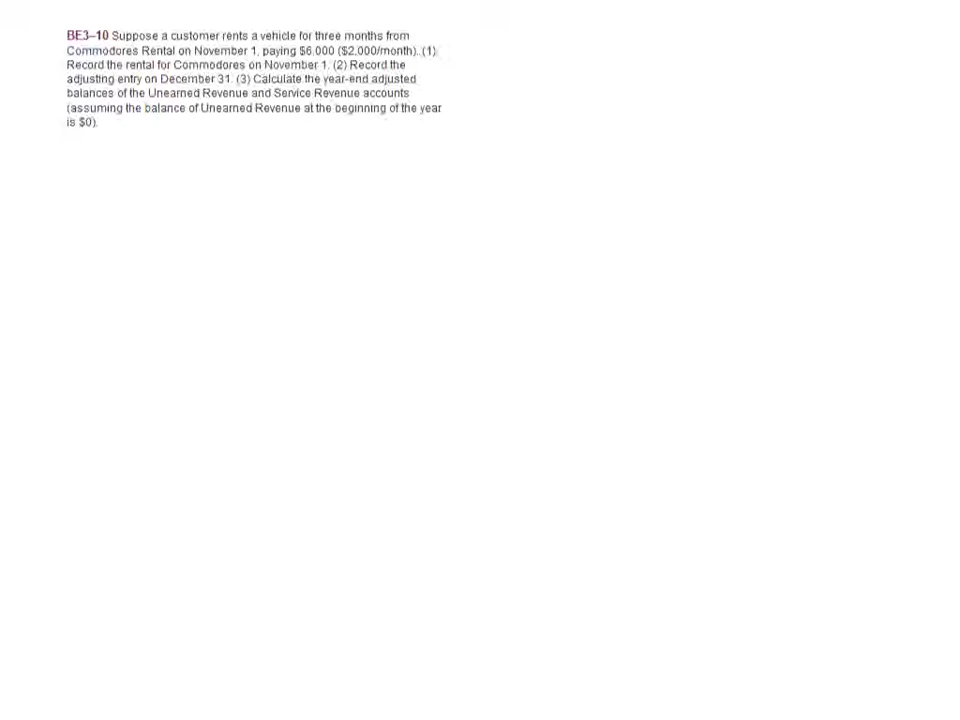 BE3–10 Suppose a customer rents a vehicle for three months from
Commodores Rental on November 1, paying $6,000 ($2,000/month). (1)
Record the rental for Commodores on November 1. (2) Record the
adjusting entry on December 31. (3) Calculate the year-end adjusted
balances of the Unearned Revenue and Service Revenue accounts
(assuming the balance of Unearned Revenue at the beginning of the year
is $0).